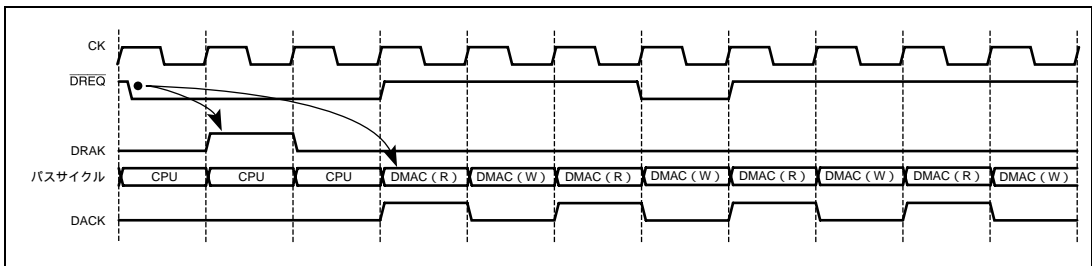 CK
DREQ
DRAK
バスサイクル CPU CPU CPU DMAC（R） DMAC（W） DMAC（R） DMAC（W） DMAC（R） DMAC（W） DMAC（R） DMAC（W）
DACK